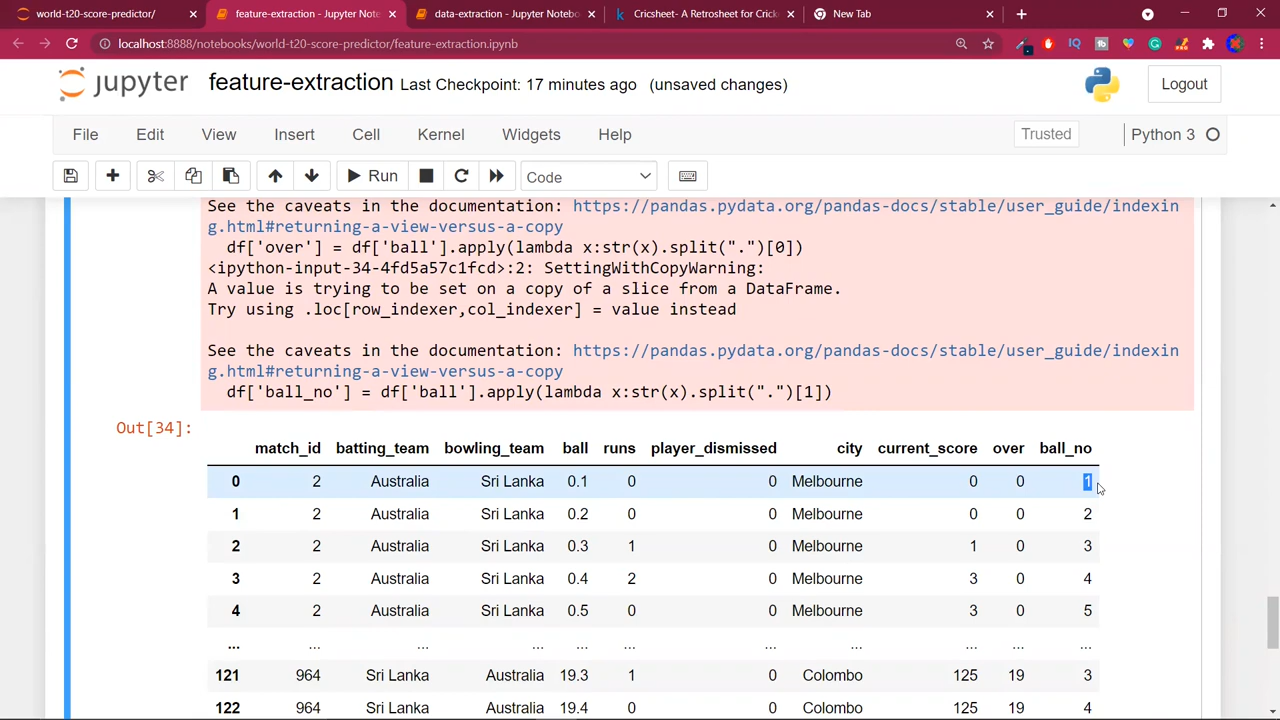 world-t20-score-predictor/
feature-extraction - Jupyter Note
data-extraction - Jupyter Notebo
Cricsheet- A Retrosheet for Crick
New Tab
localhost:8888/notebooks/world-t20-score-predictor/feature-extraction.ipynb
jupyter feature-extraction Last Checkpoint: 17 minutes ago (unsaved changes) Logout
File Edit View Insert Cell Kernel Widgets Help Trusted Python 3
Run Code
See the caveats in the documentation: https://pandas.pydata.org/pandas-docs/stable/user_guide/indexin
g.html#returning-a-view-versus-a-copy
df['over'] = df['ball'].apply(lambda x:str(x).split(".")[0])
<ipython-input-34-4fd5a57c1fcd>:2: SettingWithCopyWarning:
A value is trying to be set on a copy of a slice from a DataFrame.
Try using .loc[row_indexer,col_indexer] = value instead
See the caveats in the documentation: https://pandas.pydata.org/pandas-docs/stable/user_guide/indexin
g.html#returning-a-view-versus-a-copy
df['ball_no'] = df['ball'].apply(lambda x:str(x).split(".")[1])
Out[34]:
match_id batting_team bowling_team ball runs player_dismissed city current_score over ball_no
0 2 Australia Sri Lanka 0.1 0 0 Melbourne 0 0 1
1 2 Australia Sri Lanka 0.2 0 0 Melbourne 0 0 2
2 2 Australia Sri Lanka 0.3 1 0 Melbourne 1 0 3
3 2 Australia Sri Lanka 0.4 2 0 Melbourne 3 0 4
4 2 Australia Sri Lanka 0.5 0 0 Melbourne 3 0 5
... ... ... ... ... ... ... ... ... ... ...
121 964 Sri Lanka Australia 19.3 1 0 Colombo 125 19 3
122 964 Sri Lanka Australia 19.4 0 0 Colombo 125 19 4